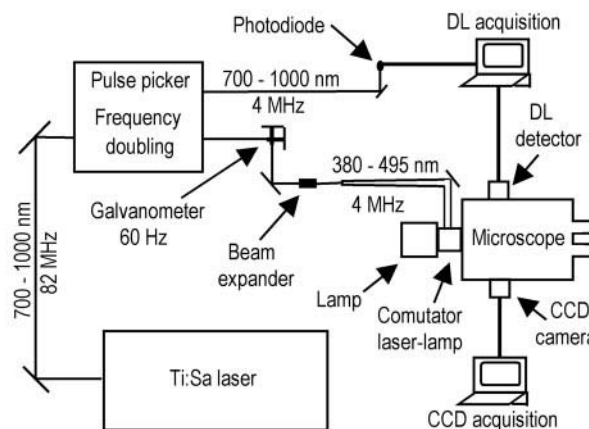 Photodiode
DL acquisition
Pulse picker
Frequency
doubling
700 - 1000 nm
4 MHz
DL
detector
380 - 495 nm
4 MHz
Galvanometer
60 Hz
Beam
expander
Microscope
700 - 1000 nm
82 MHz
Lamp
Comutator
laser-lamp
CCD
camera
Ti:Sa laser
CCD acquisition